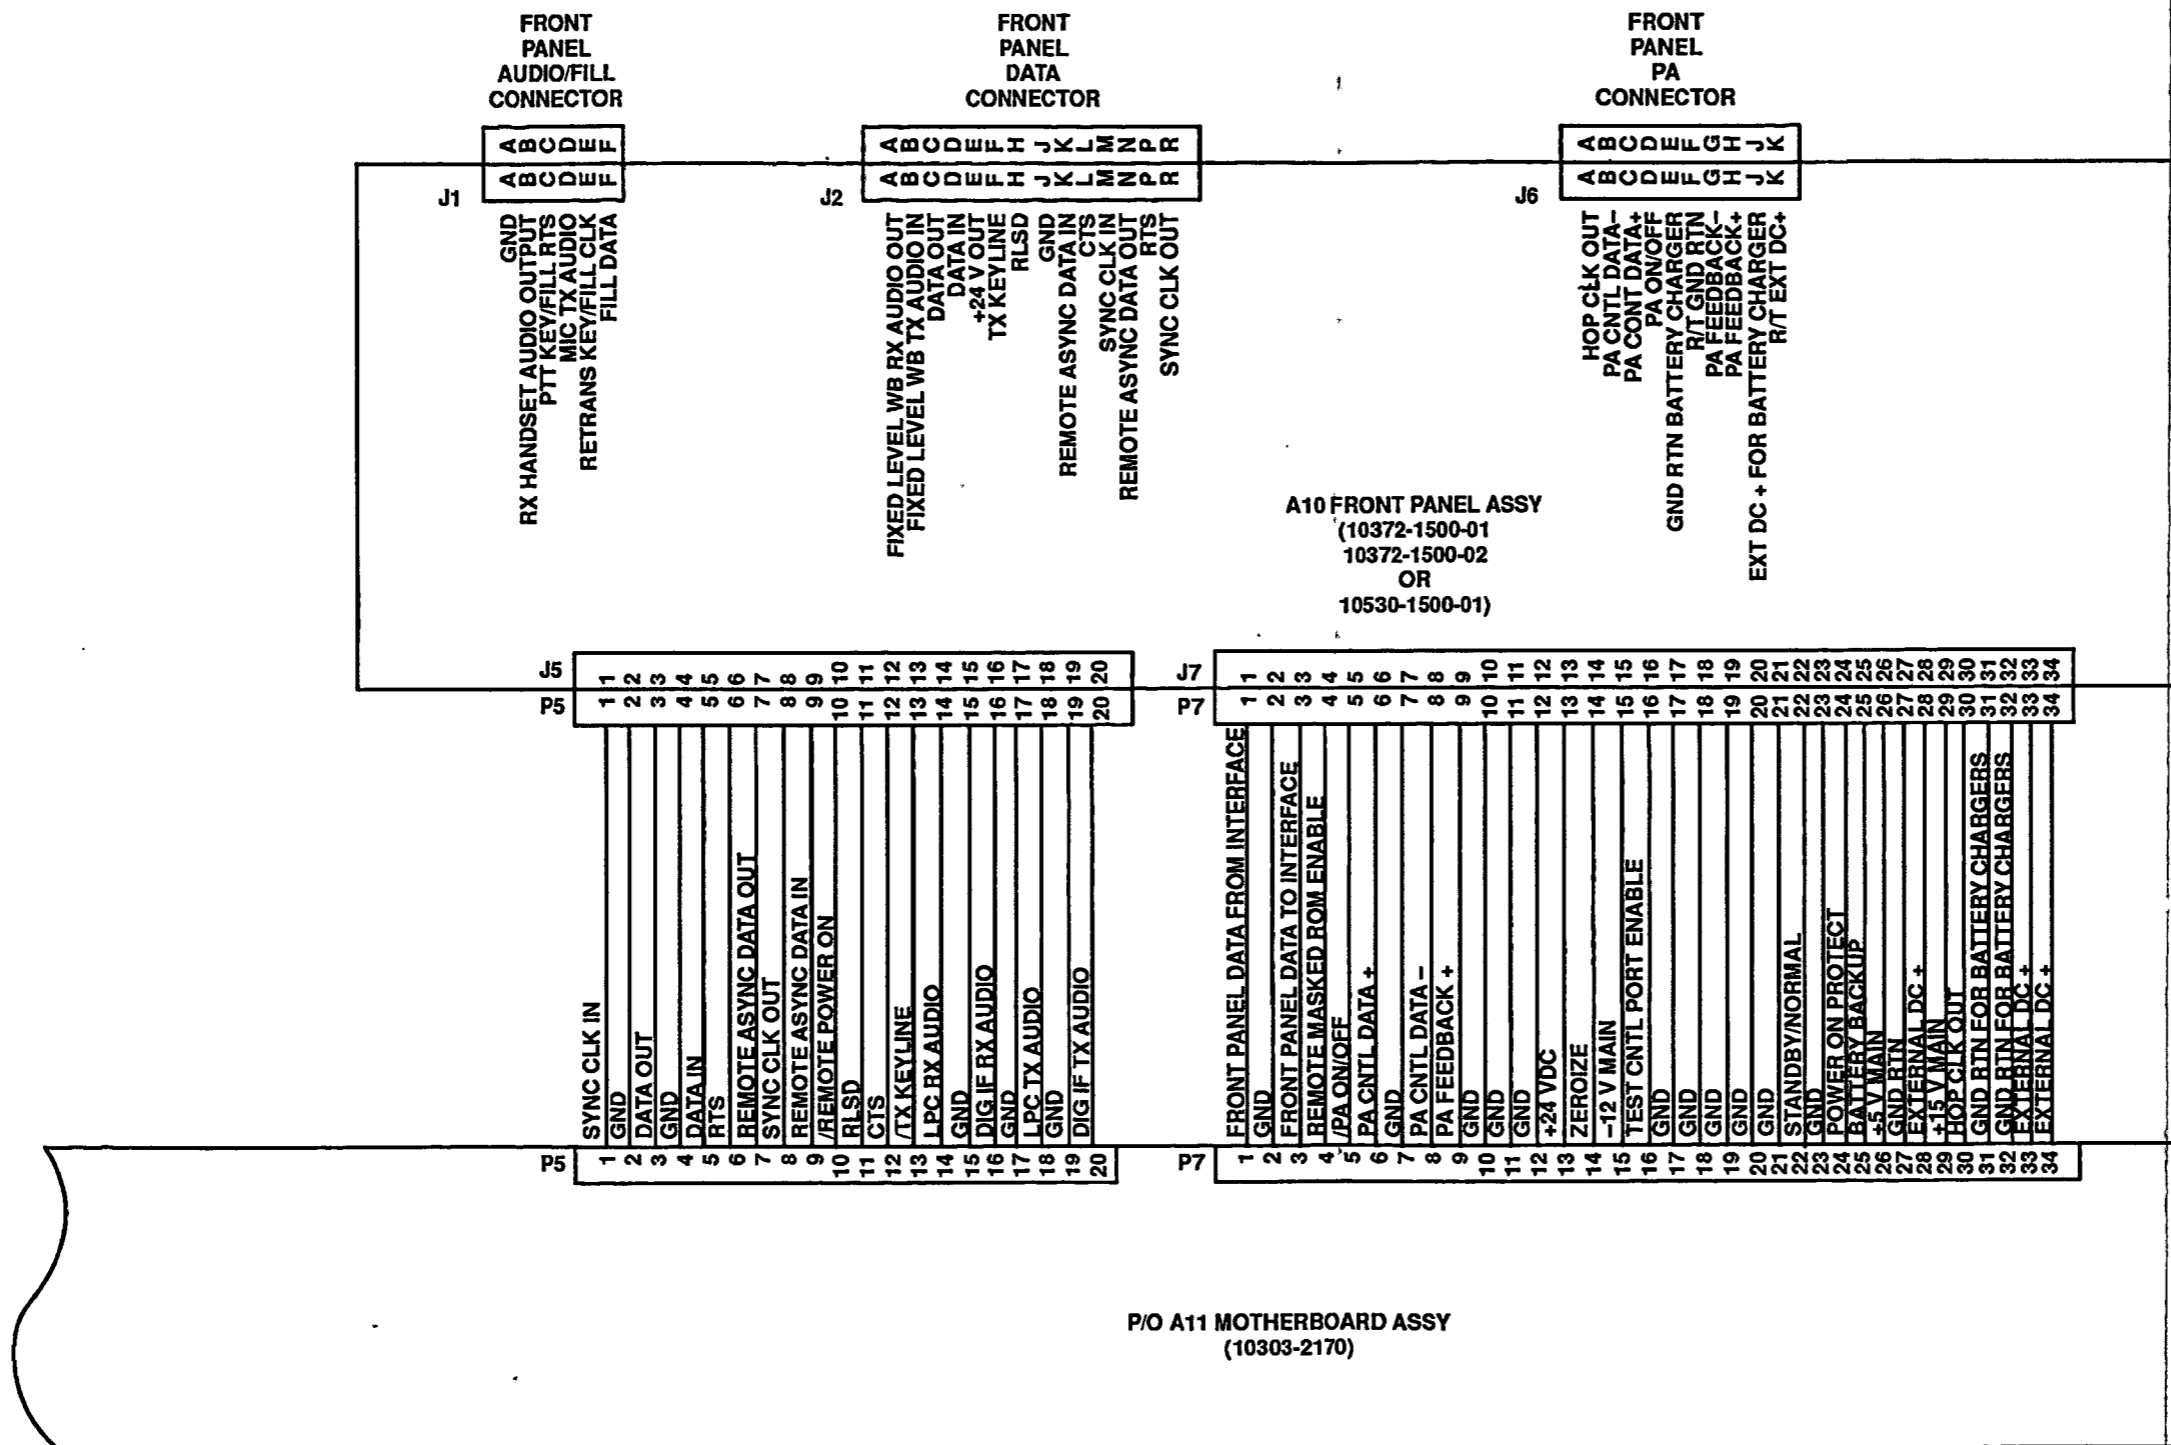 FRONT
PANEL
AUDIO/FILL
CONNECTOR
FRONT
PANEL
DATA
CONNECTOR
FRONT
PANEL
PA
CONNECTOR
A B C D E F
A B C D E F
J1
GND
RX HANDSET AUDIO OUTPUT
PTT KEY/FILL RTS
MIC TX AUDIO
RETRANS KEY/FILL CLK
FILL DATA
A B C D E F H J K L M N P R
A B C D E F H J K L M N P R
J2
FIXED LEVEL WB RX AUDIO OUT
FIXED LEVEL WB TX AUDIO IN
DATA OUT
DATA IN
+24 V OUT
TX KEYLINE
RLSD
GND
REMOTE ASYNC DATA IN
CTS
SYNC CLK IN
REMOTE ASYNC DATA OUT
RTS
SYNC CLK OUT
A B C D E F G H J K
A B C D E F G H J K
J6
HOP CLK OUT
PA CNTL DATA-
PA CONT DATA+
PA ON/OFF
GND RTN BATTERY CHARGER
R/T GND RTN
PA FEEDBACK-
PA FEEDBACK+
EXT DC + FOR BATTERY CHARGER
R/T EXT DC+
A10 FRONT PANEL ASSY
(10372-1500-01
10372-1500-02
OR
10530-1500-01)
J5
1 2 3 4 5 6 7 8 9 10 11 12 13 14 15 16 17 18 19 20
P5
1 2 3 4 5 6 7 8 9 10 11 12 13 14 15 16 17 18 19 20
J7
1 2 3 4 5 6 7 8 9 10 11 12 13 14 15 16 17 18 19 20 21 22 23 24 25 26 27 28 29 30 31 32 33 34
P7
1 2 3 4 5 6 7 8 9 10 11 12 13 14 15 16 17 18 19 20 21 22 23 24 25 26 27 28 29 30 31 32 33 34
SYNC CLK IN
GND
DATA OUT
GND
DATA IN
RTS
REMOTE ASYNC DATA OUT
SYNC CLK OUT
REMOTE ASYNC DATA IN
/REMOTE POWER ON
RLSD
CTS
/TX KEYLINE
LPC RX AUDIO
GND
DIG IF RX AUDIO
GND
LPC TX AUDIO
GND
DIG IF TX AUDIO
FRONT PANEL DATA FROM INTERFACE
GND
FRONT PANEL DATA TO INTERFACE
REMOTE MASKED ROM ENABLE
/PA ON/OFF
PA CNTL DATA +
GND
PA CNTL DATA -
PA FEEDBACK +
GND
GND
GND
+24 VDC
ZEROIZE
-12 V MAIN
TEST CNTL PORT ENABLE
GND
GND
GND
GND
GND
STANDBY/NORMAL
GND
POWER ON PROTECT
BATTERY BACKUP
+5 V MAIN
GND RTN
EXTERNAL DC +
+15 V MAIN
HOP CLK OUT
GND RTN FOR BATTERY CHARGERS
GND RTN FOR BATTERY CHARGERS
EXTERNAL DC +
EXTERNAL DC +
P5
1 2 3 4 5 6 7 8 9 10 11 12 13 14 15 16 17 18 19 20
P7
1 2 3 4 5 6 7 8 9 10 11 12 13 14 15 16 17 18 19 20 21 22 23 24 25 26 27 28 29 30 31 32 33 34
P/O A11 MOTHERBOARD ASSY
(10303-2170)